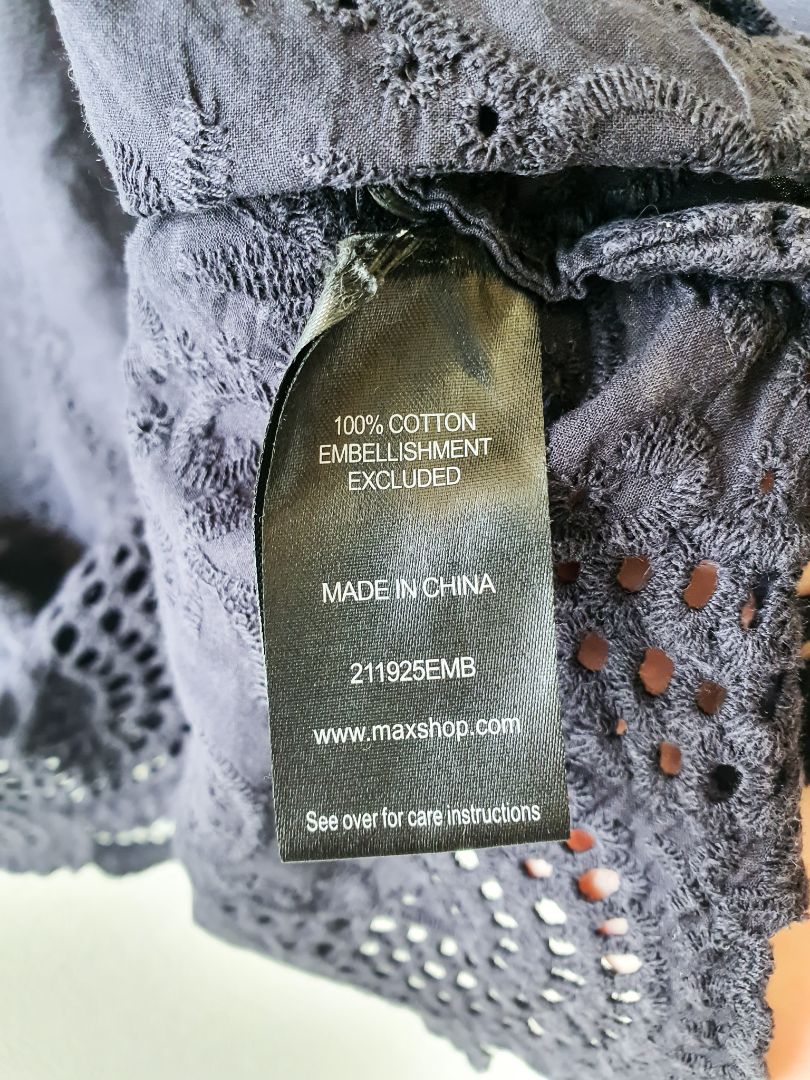 100% COTTON
EMBELLISHMENT
EXCLUDED
MADE IN CHINA
211925EMB
www.maxshop.com
See over for care instructions